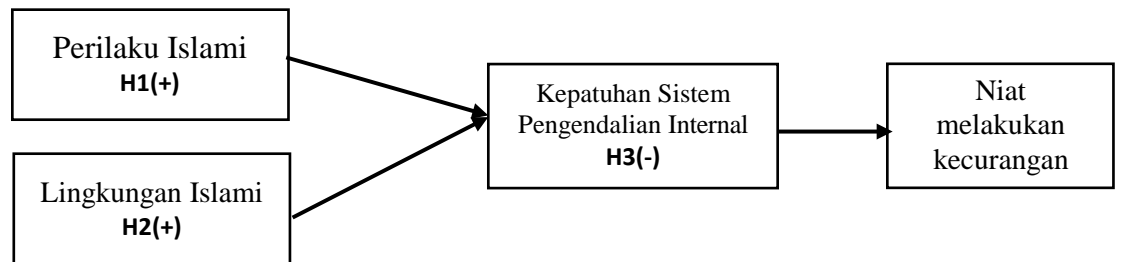 Perilaku Islami
H1(+)
Lingkungan Islami
H2(+)
Kepatuhan Sistem
Pengendalian Internal
H3(-)
Niat
melakukan
kecurangan